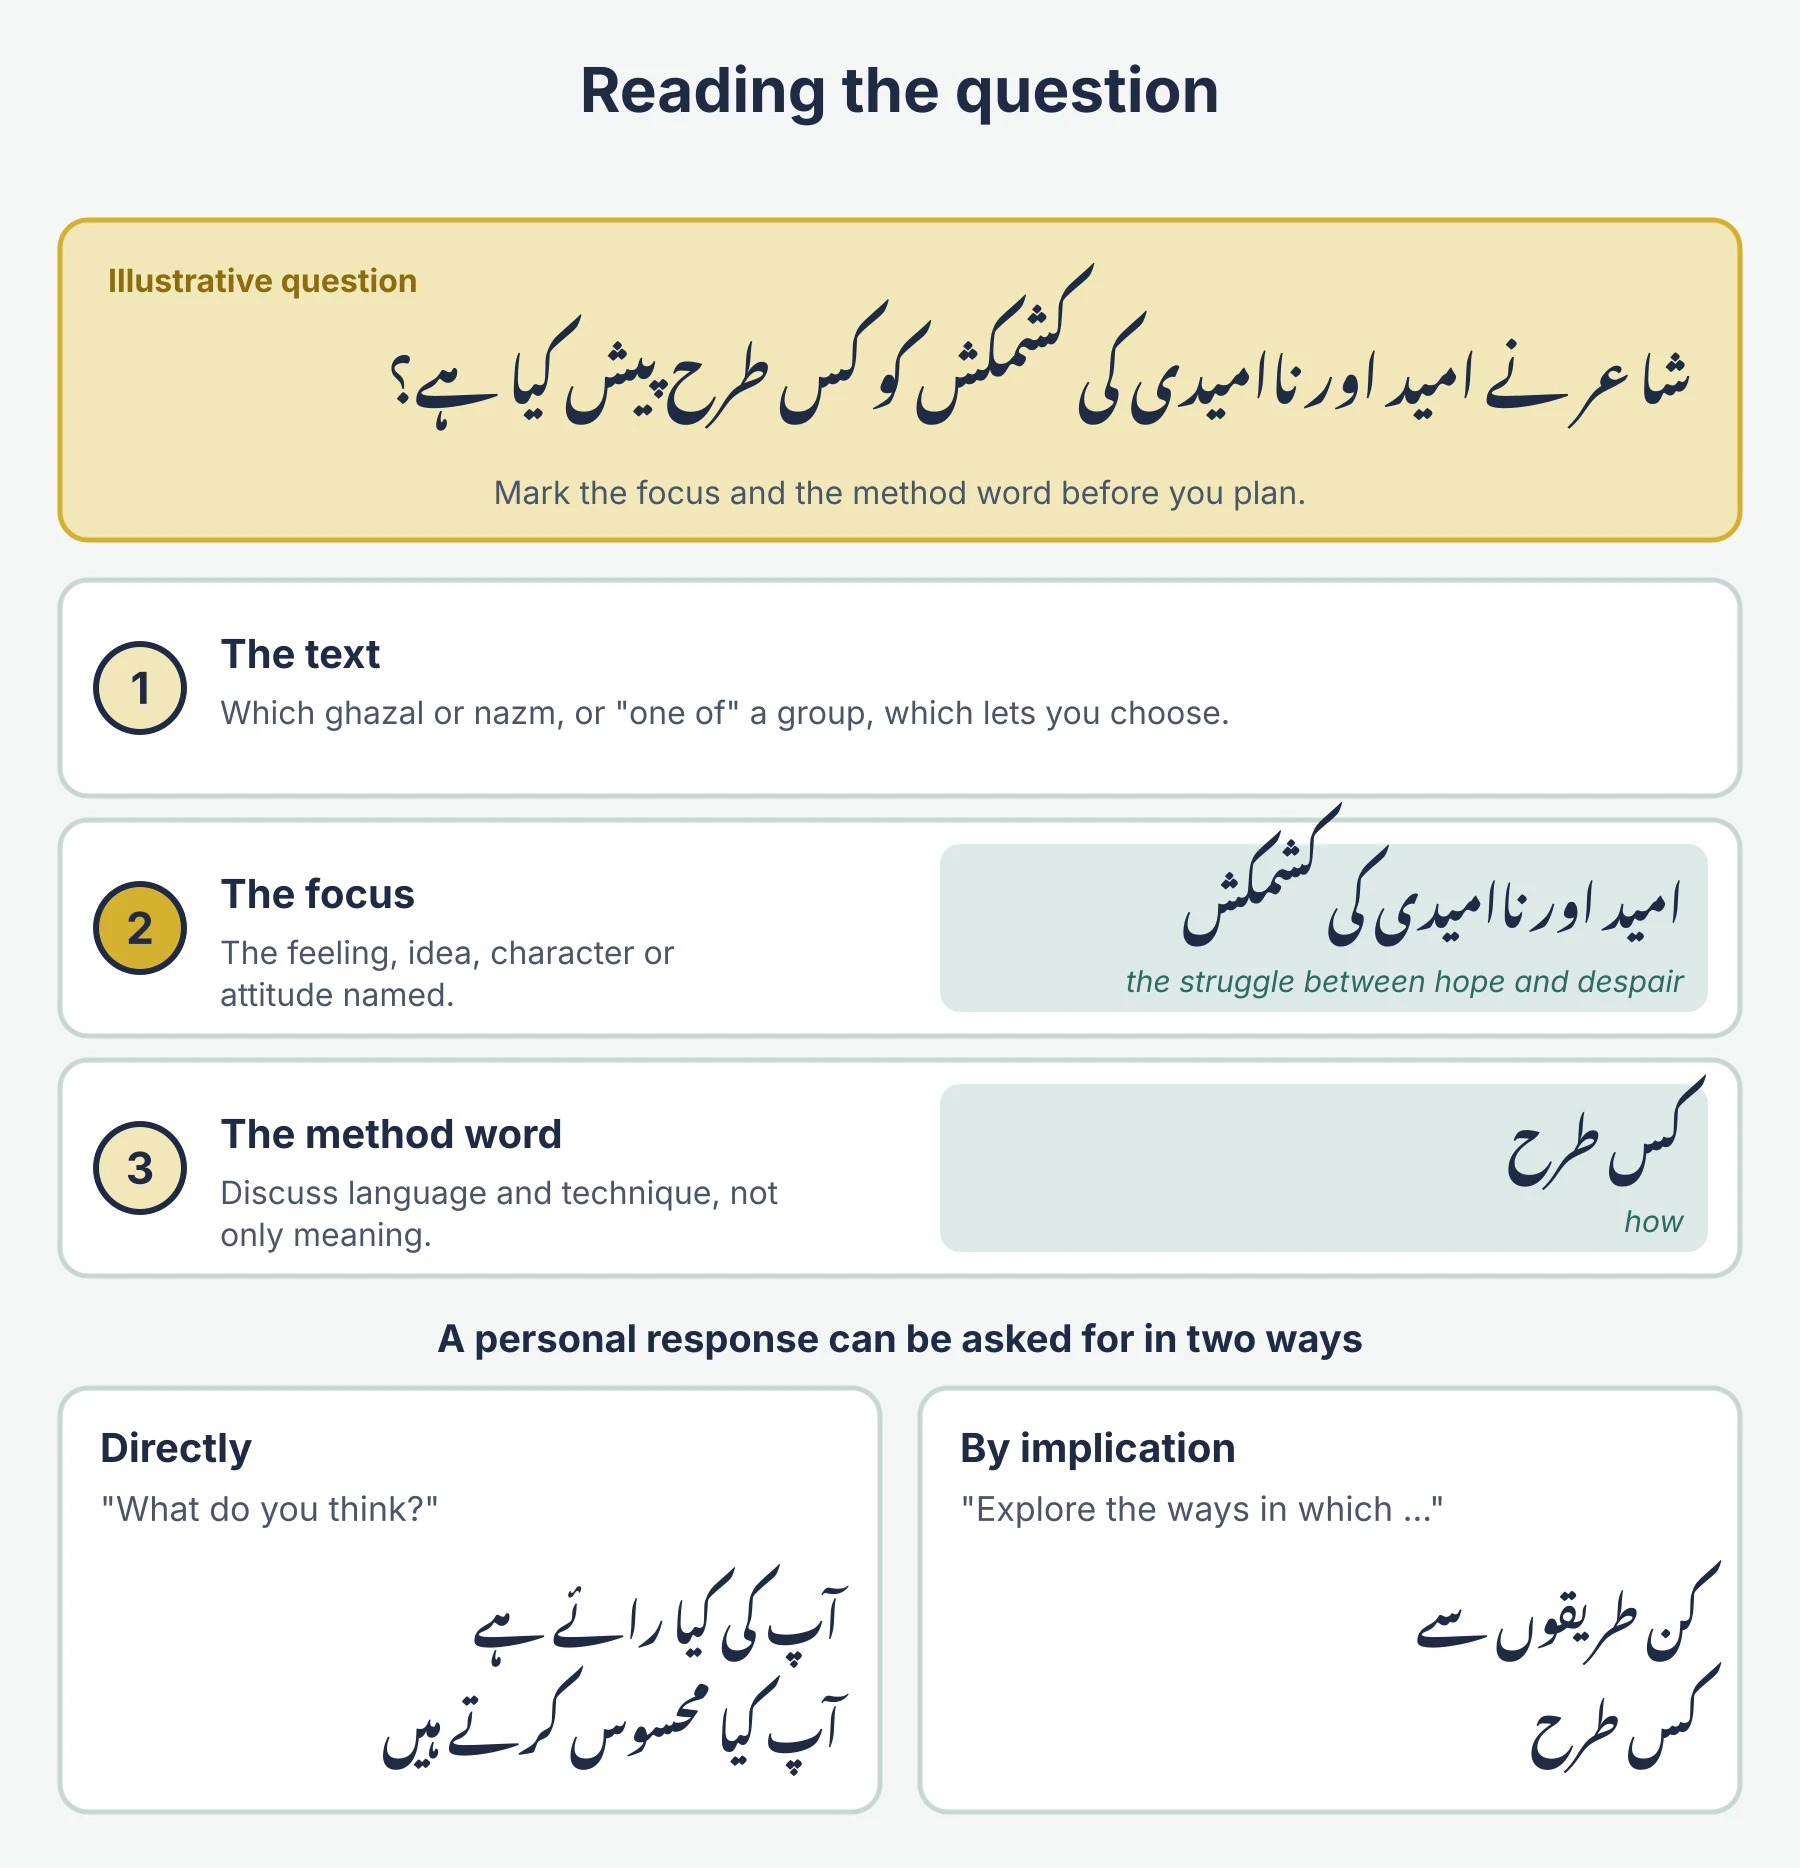 Reading the question
Illustrative question
شاعر نے امید اور ناامیدی کی کشمکش کو کس طرح پیش کیا ہے؟
Mark the focus and the method word before you plan.
1
The text
Which ghazal or nazm, or "one of" a group, which lets you choose.
2
The focus
The feeling, idea, character or
attitude named.
امید اور ناامیدی کی کشمکش
the struggle between hope and despair
3
The method word
Discuss language and technique, not
only meaning.
کس طرح
how
A personal response can be asked for in two ways
Directly
"What do you think?"
آپ کی کیا رائے ہے
آپ کیا محسوس کرتے ہیں
By implication
"Explore the ways in which ..."
کن طریقوں سے
کس طرح